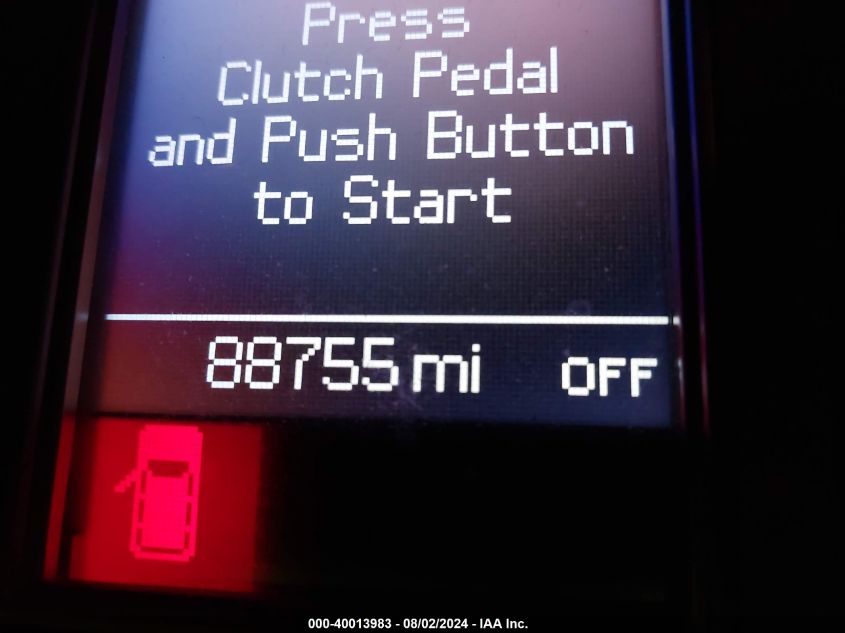 Press
Clutch Pedal
and Push Button
to Start
88755 mi OFF
000-40013983 - 08/02/2024 - IAA Inc.